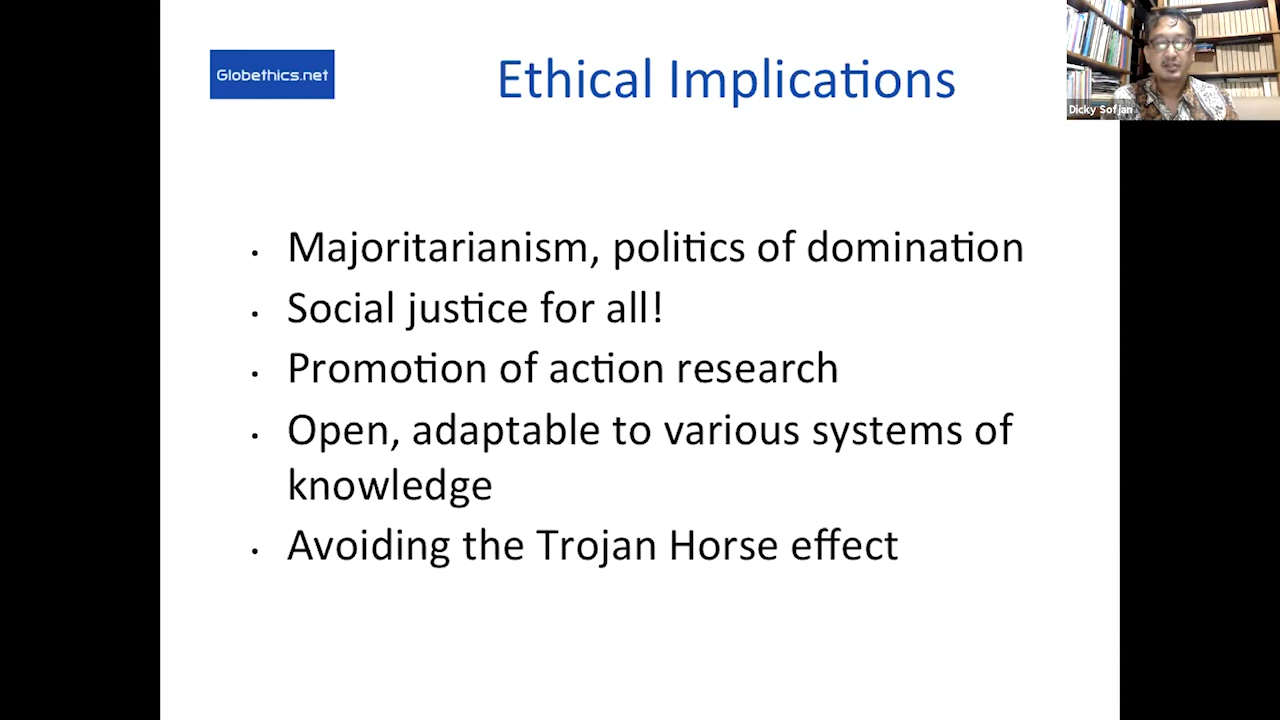 Globethics.net
Ethical Implications
Dicky Sofjan
• Majoritarianism, politics of domination
• Social justice for all!
• Promotion of action research
• Open, adaptable to various systems of
knowledge
• Avoiding the Trojan Horse effect